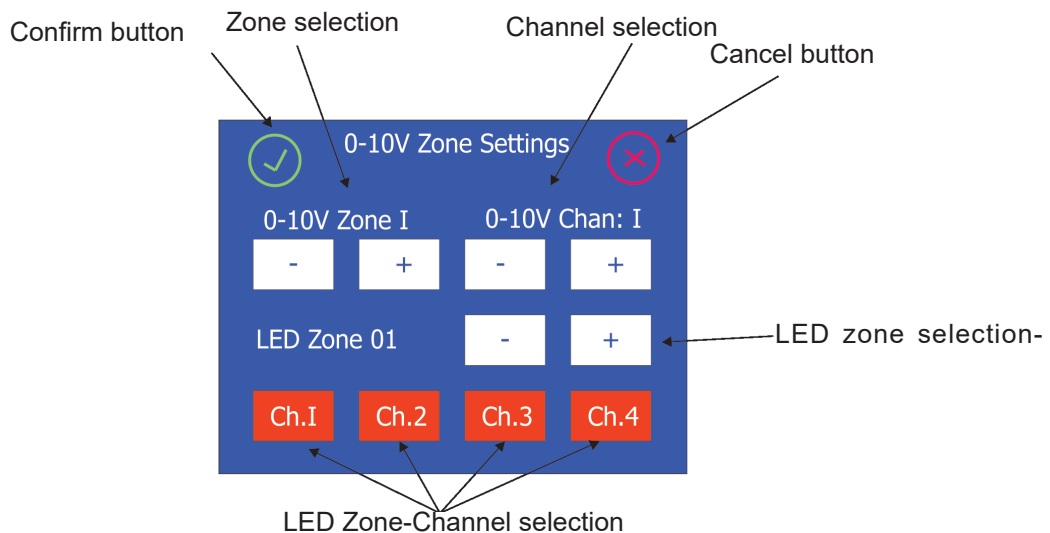 Confirm button
Zone selection
Channel selection
Cancel button
0-10V Zone Settings
0-10V Zone I
0-10V Chan: I
-
+
-
+
LED Zone 01
-
+
LED zone selection-
Ch.I
Ch.2
Ch.3
Ch.4
LED Zone-Channel selection